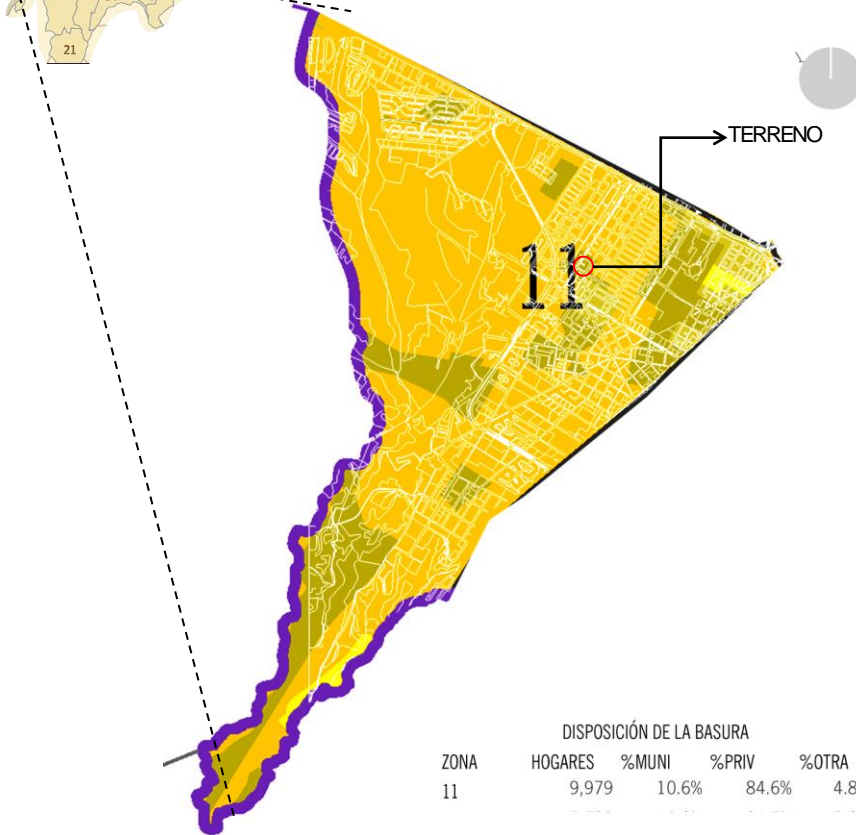 21
TERRENO
11
DISPOSICIÓN DE LA BASURA
ZONA HOGARES %MUNI %PRIV %OTRA
11 9,979 10.6% 84.6% 4.8